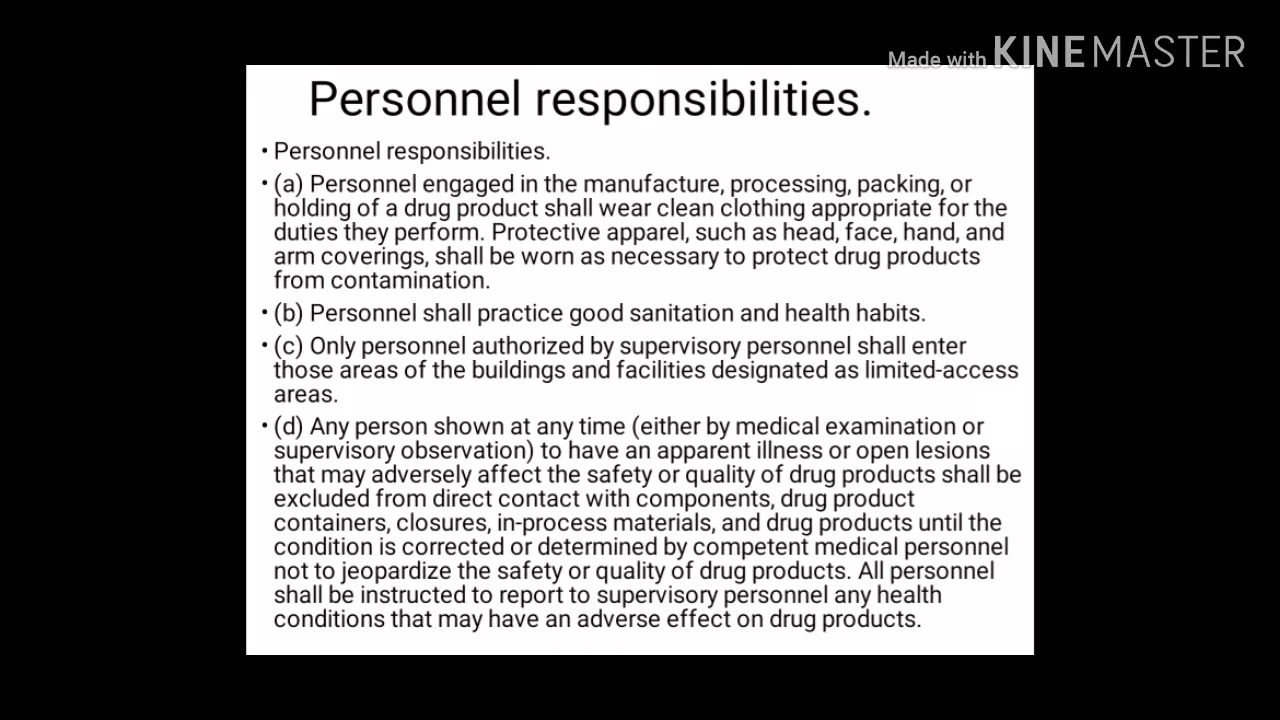 Made with KINEMASTER
Personnel responsibilities.
• Personnel responsibilities.
• (a) Personnel engaged in the manufacture, processing, packing, or
holding of a drug product shall wear clean clothing appropriate for the
duties they perform. Protective apparel, such as head, face, hand, and
arm coverings, shall be worn as necessary to protect drug products
from contamination.
• (b) Personnel shall practice good sanitation and health habits.
• (c) Only personnel authorized by supervisory personnel shall enter
those areas of the buildings and facilities designated as limited-access
areas.
• (d) Any person shown at any time (either by medical examination or
supervisory observation) to have an apparent illness or open lesions
that may adversely affect the safety or quality of drug products shall be
excluded from direct contact with components, drug product
containers, closures, in-process materials, and drug products until the
condition is corrected or determined by competent medical personnel
not to jeopardize the safety or quality of drug products. All personnel
shall be instructed to report to supervisory personnel any health
conditions that may have an adverse effect on drug products.